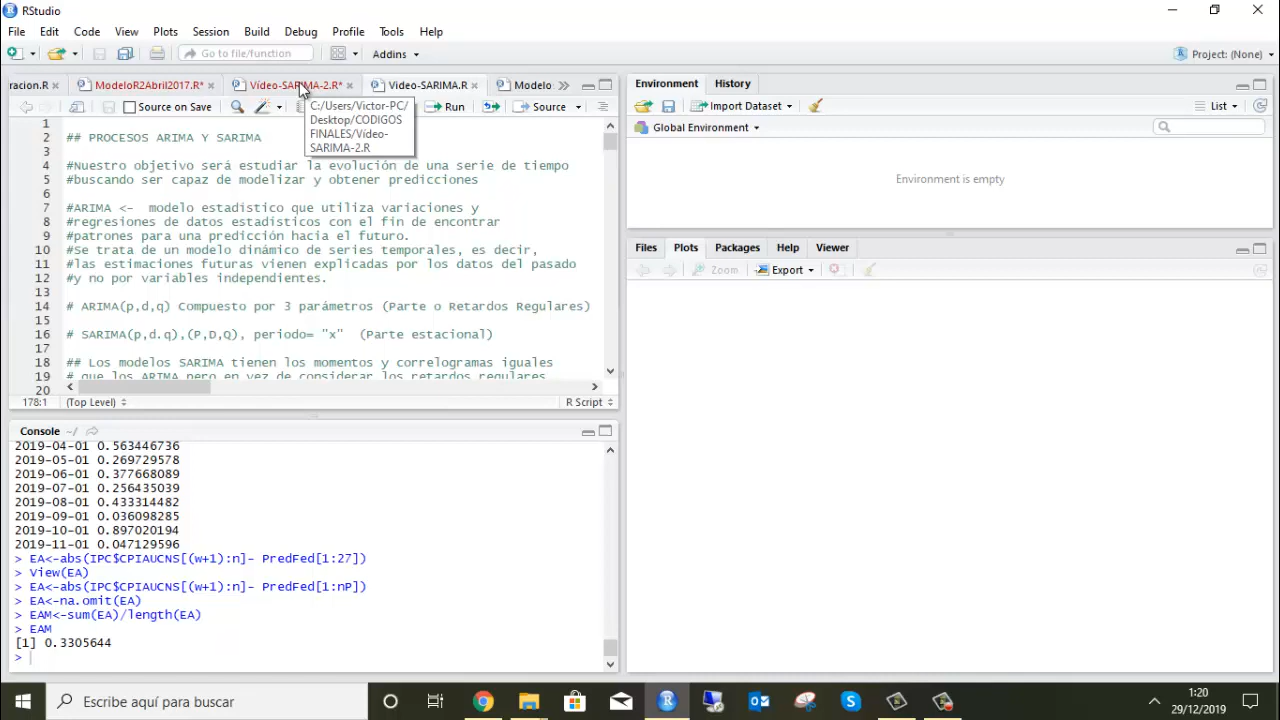 RStudio
File Edit Code View Plots Session Build Debug Profile Tools Help
Go to file/function Addins Project: (None)
racion.R ModeloR2Abril2017.R* Vídeo-SARIMA-2.R* Video-SARIMA.R Modelo
Source on Save Run Source
C:/Users/Victor-PC/
Desktop/CODIGOS
FINALES/Vídeo-
SARIMA-2.R
1
2 ## PROCESOS ARIMA Y SARIMA
3
4 #Nuestro objetivo será estudiar la evolución de una serie de tiempo
5 #buscando ser capaz de modelizar y obtener predicciones
6
7 #ARIMA <-  modelo estadístico que utiliza variaciones y
8 #regresiones de datos estadísticos con el fin de encontrar
9 #patrones para una predicción hacia el futuro.
10 #Se trata de un modelo dinámico de series temporales, es decir,
11 #las estimaciones futuras vienen explicadas por los datos del pasado
12 #y no por variables independientes.
13
14 # ARIMA(p,d,q) Compuesto por 3 parámetros (Parte o Retardos Regulares)
15
16 # SARIMA(p,d.q),(P,D,Q), periodo= "x"  (Parte estacional)
17
18 ## Los modelos SARIMA tienen los momentos y correlogramas iguales
19 # que los ARIMA pero en vez de considerar los retardos regulares
20
178:1 (Top Level) R Script
Console ~/
2019-04-01 0.563446736
2019-05-01 0.269729578
2019-06-01 0.377668089
2019-07-01 0.256435039
2019-08-01 0.433314482
2019-09-01 0.036098285
2019-10-01 0.897020194
2019-11-01 0.047129596
> EA<-abs(IPC$CPIAUCNS[(w+1):n]- PredFed[1:27])
> View(EA)
> EA<-abs(IPC$CPIAUCNS[(w+1):n]- PredFed[1:nP])
> EA<-na.omit(EA)
> EAM<-sum(EA)/length(EA)
> EAM
[1] 0.3305644
>
Environment History
Import Dataset List
Global Environment
Environment is empty
Files Plots Packages Help Viewer
Zoom Export
Escribe aquí para buscar
1:20
29/12/2019